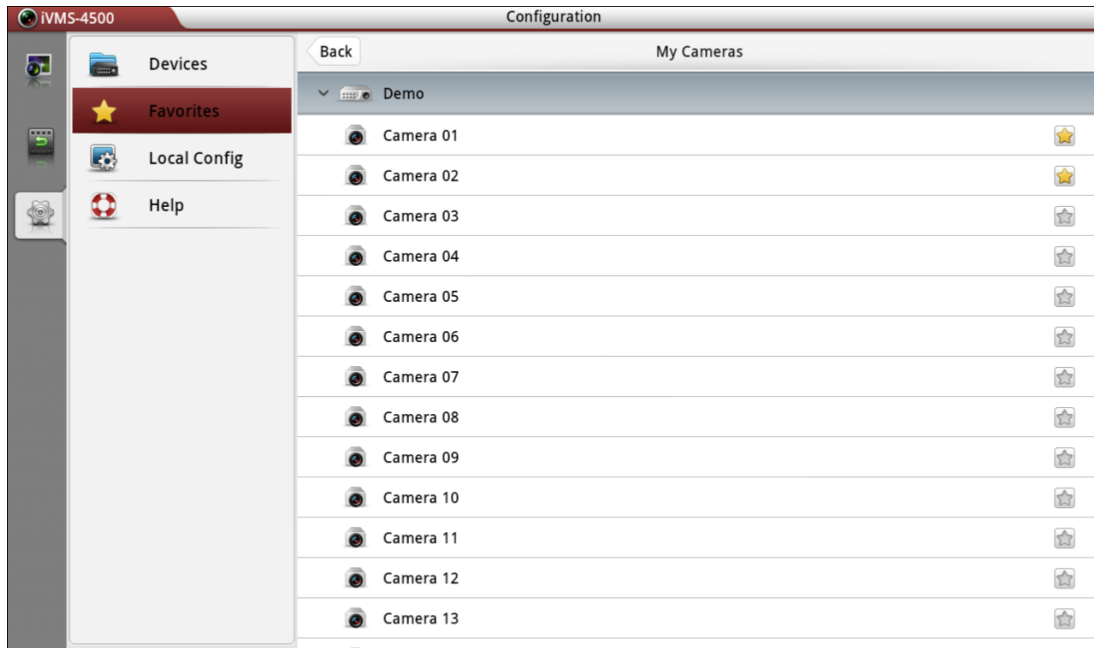 iVMS-4500
Configuration
Devices
Favorites
Local Config
Help
Back
My Cameras
Demo
Camera 01
Camera 02
Camera 03
Camera 04
Camera 05
Camera 06
Camera 07
Camera 08
Camera 09
Camera 10
Camera 11
Camera 12
Camera 13